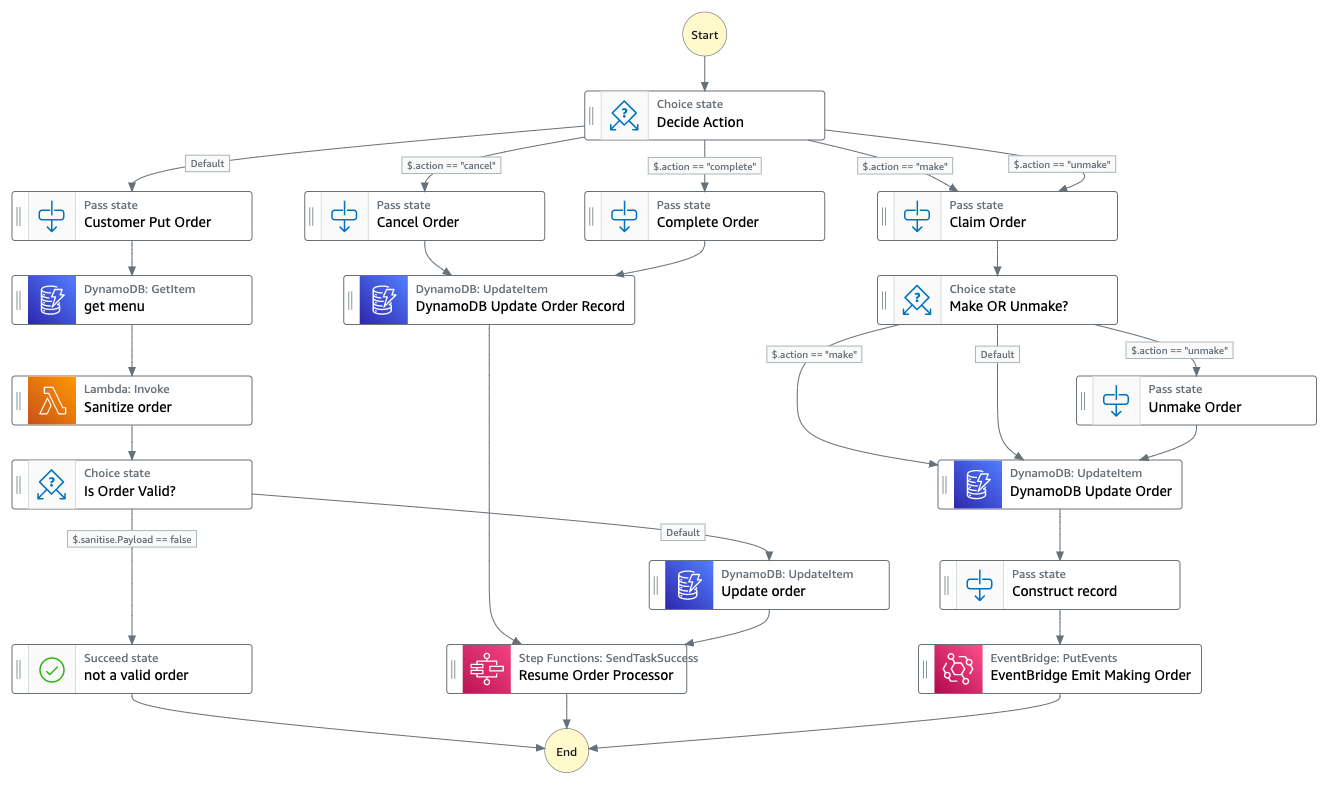 Start
Choice state
Decide Action
Default
$.action == "cancel"
$.action == "complete"
$.action == "make"
$.action == "unmake"
Pass state
Customer Put Order
Pass state
Cancel Order
Pass state
Complete Order
Pass state
Claim Order
DynamoDB: GetItem
get menu
DynamoDB: UpdateItem
DynamoDB Update Order Record
Choice state
Make OR Unmake?
$.action == "make"
Default
$.action == "unmake"
Lambda: Invoke
Sanitize order
Pass state
Unmake Order
Choice state
Is Order Valid?
DynamoDB: UpdateItem
DynamoDB Update Order
$.sanitise.Payload == false
Default
DynamoDB: UpdateItem
Update order
Pass state
Construct record
Succeed state
not a valid order
Step Functions: SendTaskSuccess
Resume Order Processor
EventBridge: PutEvents
EventBridge Emit Making Order
End